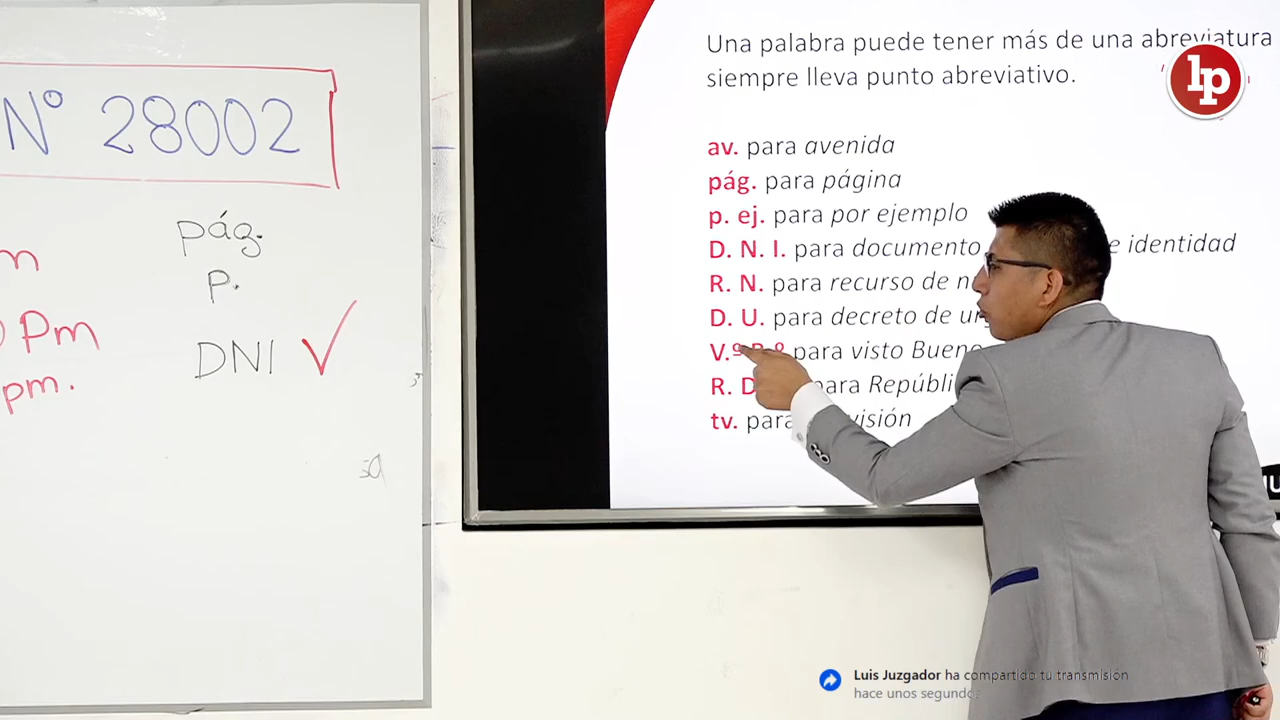 N° 28002
m
pág.
p.
Pm
DNI
pm.
Una palabra puede tener más de una abreviatura
siempre lleva punto abreviativo.
lp
av. para avenida
pág. para página
p. ej. para por ejemplo
D. N. I. para documento e identidad
R. N. para recurso de n
D. U. para decreto de u
V.º B.º para visto Bueno
R. D para Repúbli
tv. para visión
Luis Juzgador ha compartido tu transmisión
hace unos segundos